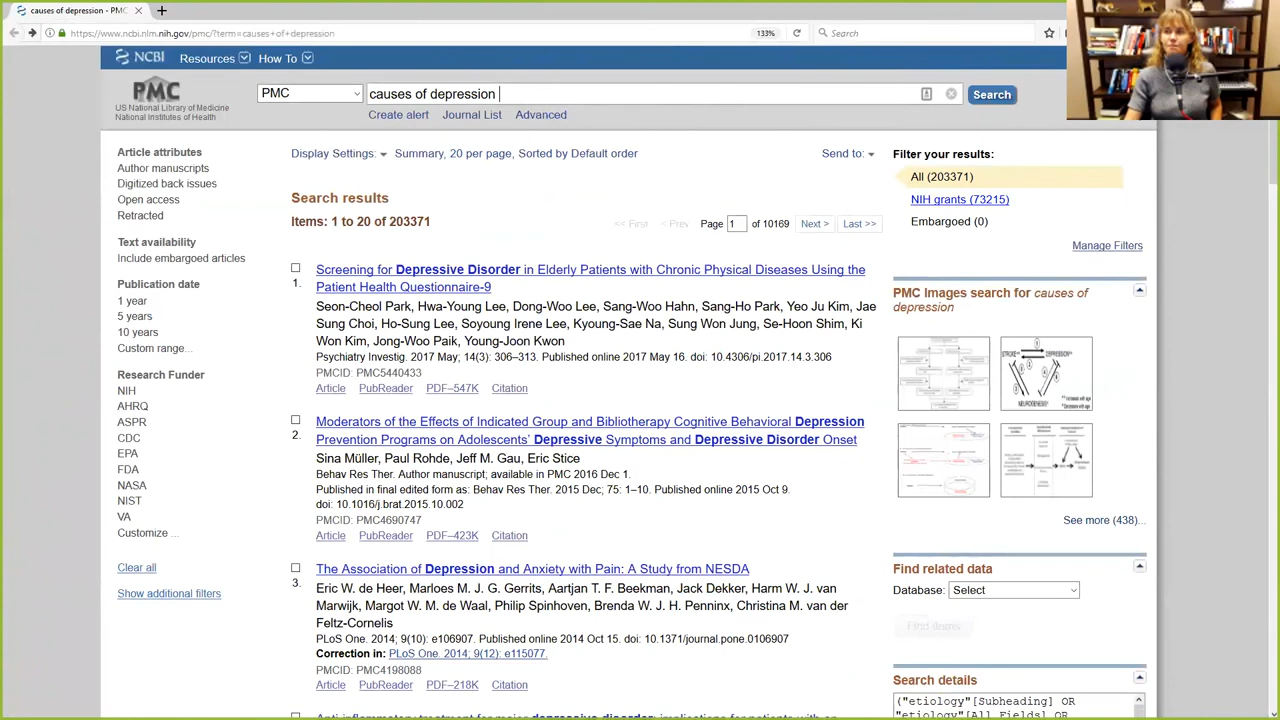 causes of depression - PMC
https://www.ncbi.nlm.nih.gov/pmc/?term=causes+of+depression
133%
Search
NCBI
Resources
How To
PMC
US National Library of Medicine
National Institutes of Health
PMC
causes of depression
Search
Create alert
Journal List
Advanced
Article attributes
Author manuscripts
Digitized back issues
Open access
Retracted
Text availability
Include embargoed articles
Publication date
1 year
5 years
10 years
Custom range...
Research Funder
NIH
AHRQ
ASPR
CDC
EPA
FDA
NASA
NIST
VA
Customize ...
Clear all
Show additional filters
Display Settings:
Summary, 20 per page, Sorted by Default order
Send to:
Search results
Items: 1 to 20 of 203371
<< First
< Prev
Page 1 of 10169
Next >
Last >>
1.
Screening for Depressive Disorder in Elderly Patients with Chronic Physical Diseases Using the
Patient Health Questionnaire-9
Seon-Cheol Park, Hwa-Young Lee, Dong-Woo Lee, Sang-Woo Hahn, Sang-Ho Park, Yeo Ju Kim, Jae
Sung Choi, Ho-Sung Lee, Soyoung Irene Lee, Kyoung-Sae Na, Sung Won Jung, Se-Hoon Shim, Ki
Won Kim, Jong-Woo Paik, Young-Joon Kwon
Psychiatry Investig. 2017 May; 14(3): 306–313. Published online 2017 May 16. doi: 10.4306/pi.2017.14.3.306
PMCID: PMC5440433
Article PubReader PDF–547K Citation
2.
Moderators of the Effects of Indicated Group and Bibliotherapy Cognitive Behavioral Depression
Prevention Programs on Adolescents' Depressive Symptoms and Depressive Disorder Onset
Sina Müller, Paul Rohde, Jeff M. Gau, Eric Stice
Behav Res Ther. Author manuscript; available in PMC 2016 Dec 1.
Published in final edited form as: Behav Res Ther. 2015 Dec; 75: 1–10. Published online 2015 Oct 9.
doi: 10.1016/j.brat.2015.10.002
PMCID: PMC4690747
Article PubReader PDF–423K Citation
3.
The Association of Depression and Anxiety with Pain: A Study from NESDA
Eric W. de Heer, Marloes M. J. G. Gerrits, Aartjan T. F. Beekman, Jack Dekker, Harm W. J. van
Marwijk, Margot W. M. de Waal, Philip Spinhoven, Brenda W. J. H. Penninx, Christina M. van der
Feltz-Cornelis
PLoS One. 2014; 9(10): e106907. Published online 2014 Oct 15. doi: 10.1371/journal.pone.0106907
Correction in: PLoS One. 2014; 9(12): e115077.
PMCID: PMC4198088
Article PubReader PDF–218K Citation
Anti-inflammatory treatment for major depressive disorder: implications for patients with an
Filter your results:
All (203371)
NIH grants (73215)
Embargoed (0)
Manage Filters
PMC Images search for causes of
depression
STROKE
DEPRESSION
NEUROGENESIS
See more (438)...
Find related data
Database: Select
Find items
Search details
("etiology"[Subheading] OR
"etiology"[All Fields] OR